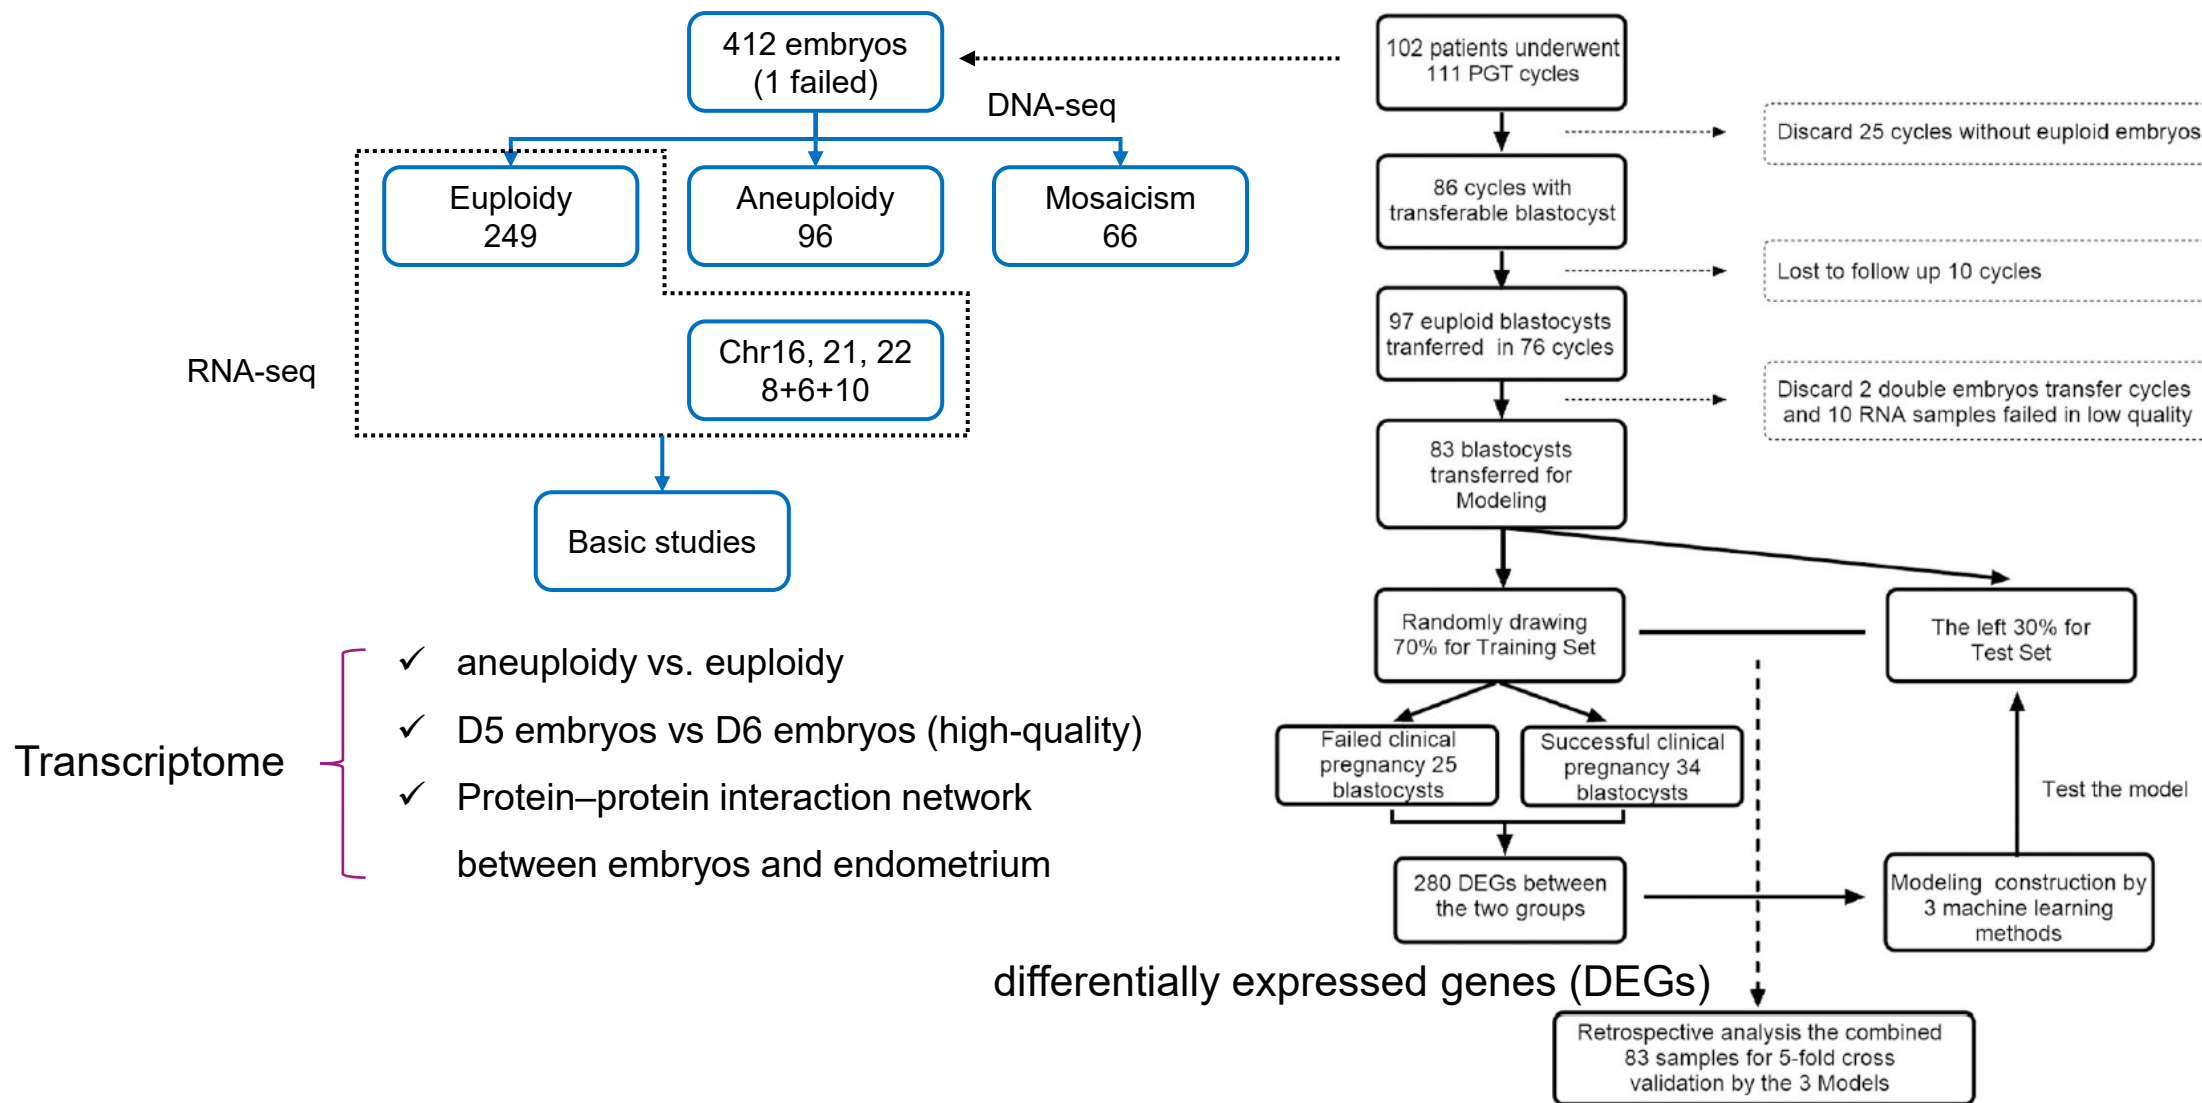 412 embryos
(1 failed)
DNA-seq
Euploidy
249
Aneuploidy
96
Mosaicism
66
RNA-seq
Chr16, 21, 22
8+6+10
Basic studies
Transcriptome
✓ aneuploidy vs. euploidy
✓ D5 embryos vs D6 embryos (high-quality)
✓ Protein–protein interaction network
between embryos and endometrium
102 patients underwent
111 PGT cycles
Discard 25 cycles without euploid embryos
86 cycles with
transferable blastocyst
Lost to follow up 10 cycles
97 euploid blastocysts
tranferred in 76 cycles
Discard 2 double embryos transfer cycles
and 10 RNA samples failed in low quality
83 blastocysts
transferred for
Modeling
Randomly drawing
70% for Training Set
The left 30% for
Test Set
Failed clinical
pregnancy 25
blastocysts
Successful clinical
pregnancy 34
blastocysts
Test the model
280 DEGs between
the two groups
Modeling construction by
3 machine learning
methods
differentially expressed genes (DEGs)
Retrospective analysis the combined
83 samples for 5-fold cross
validation by the 3 Models